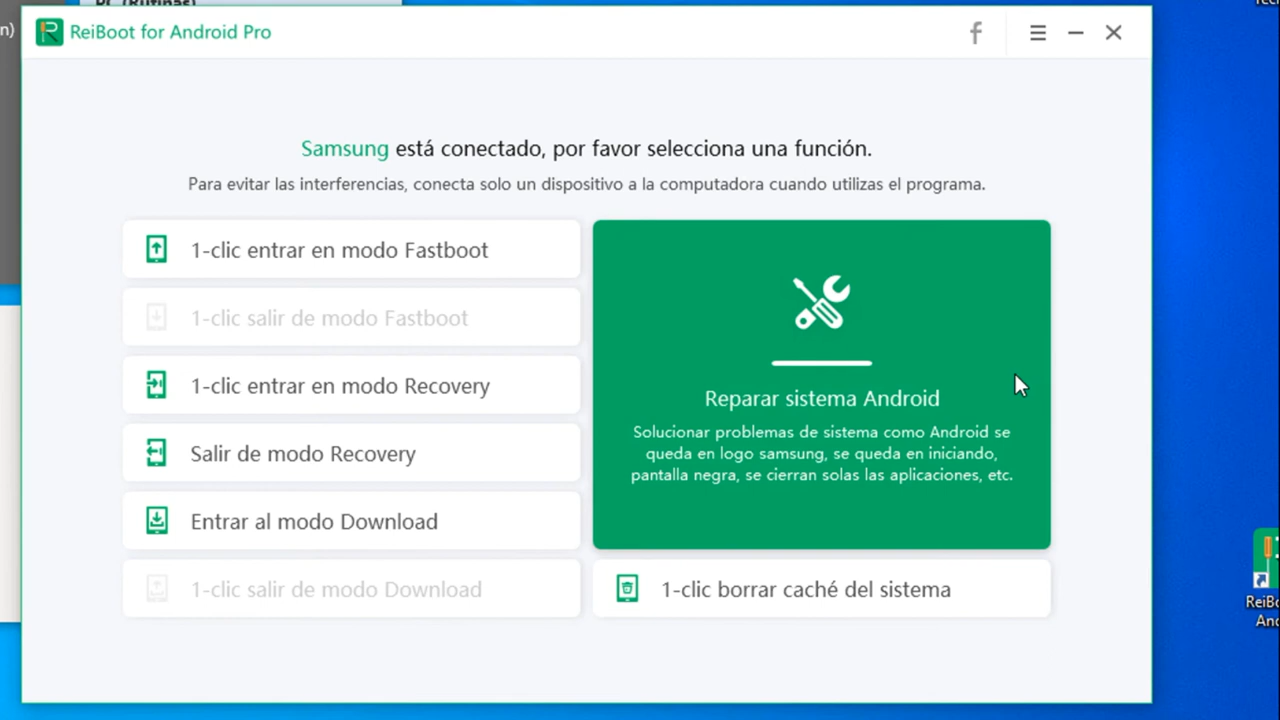 PC (Rutinas)
n)
ReiBoot for Android Pro
Samsung está conectado, por favor selecciona una función.
Para evitar las interferencias, conecta solo un dispositivo a la computadora cuando utilizas el programa.
1-clic entrar en modo Fastboot
1-clic salir de modo Fastboot
1-clic entrar en modo Recovery
Salir de modo Recovery
Entrar al modo Download
1-clic salir de modo Download
Reparar sistema Android
Solucionar problemas de sistema como Android se
queda en logo samsung, se queda en iniciando,
pantalla negra, se cierran solas las aplicaciones, etc.
1-clic borrar caché del sistema
ReiBo
And